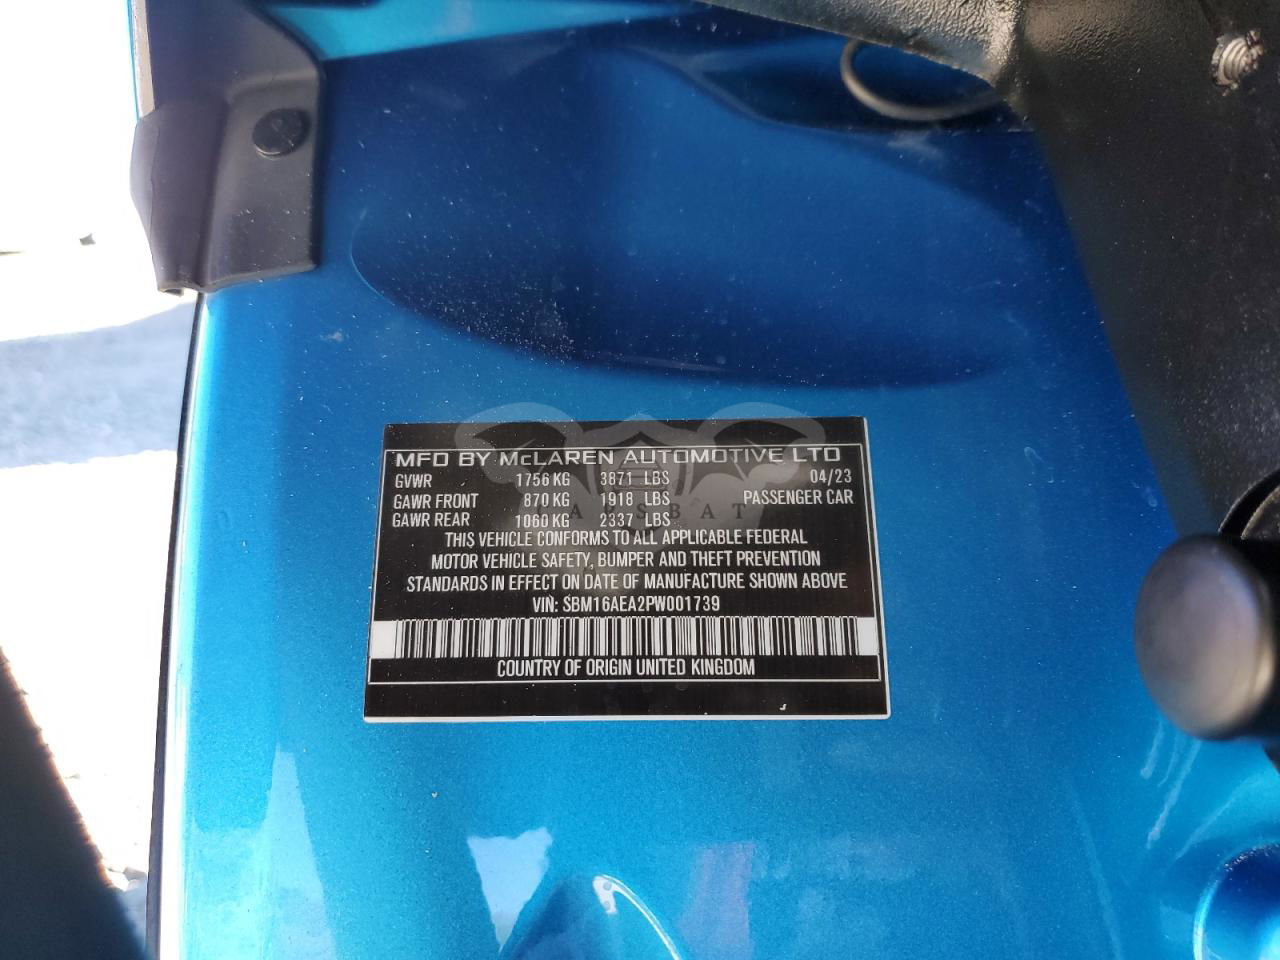 MFD BY McLAREN AUTOMOTIVE LTD
GVWR 1756 KG 3871 LBS 04/23
GAWR FRONT 870 KG 1918 LBS PASSENGER CAR
GAWR REAR 1060 KG 2337 LBS
THIS VEHICLE CONFORMS TO ALL APPLICABLE FEDERAL
MOTOR VEHICLE SAFETY, BUMPER AND THEFT PREVENTION
STANDARDS IN EFFECT ON DATE OF MANUFACTURE SHOWN ABOVE
VIN: SBM16AEA2PW001739
COUNTRY OF ORIGIN UNITED KINGDOM
J